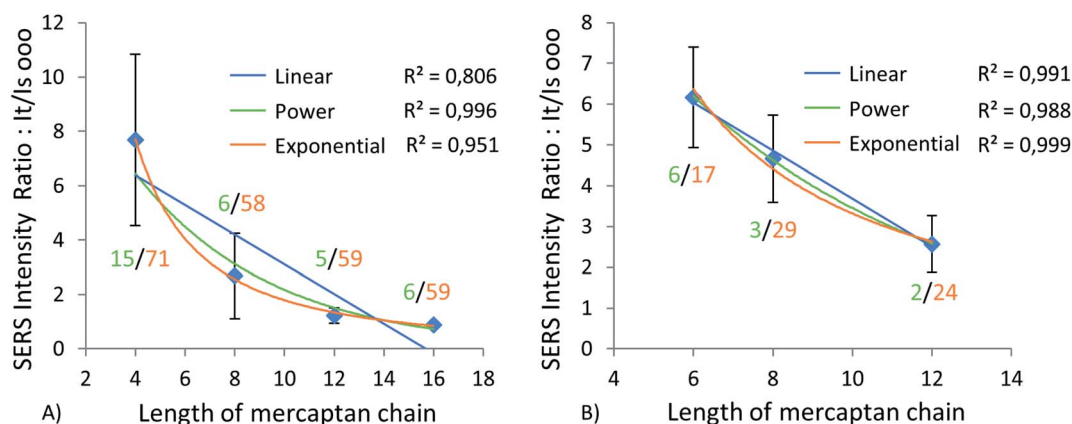 SERS Intensity Ratio : It/Is ooo
12
10
8
6
4
2
0
Linear R² = 0,806
Power R² = 0,996
Exponential R² = 0,951
15/71
6/58
5/59
6/59
2 4 6 8 10 12 14 16 18
A) Length of mercaptan chain
SERS Intensity Ratio : It/Is ooo
8
7
6
5
4
3
2
1
0
Linear R² = 0,991
Power R² = 0,988
Exponential R² = 0,999
6/17
3/29
2/24
4 6 8 10 12 14
B) Length of mercaptan chain